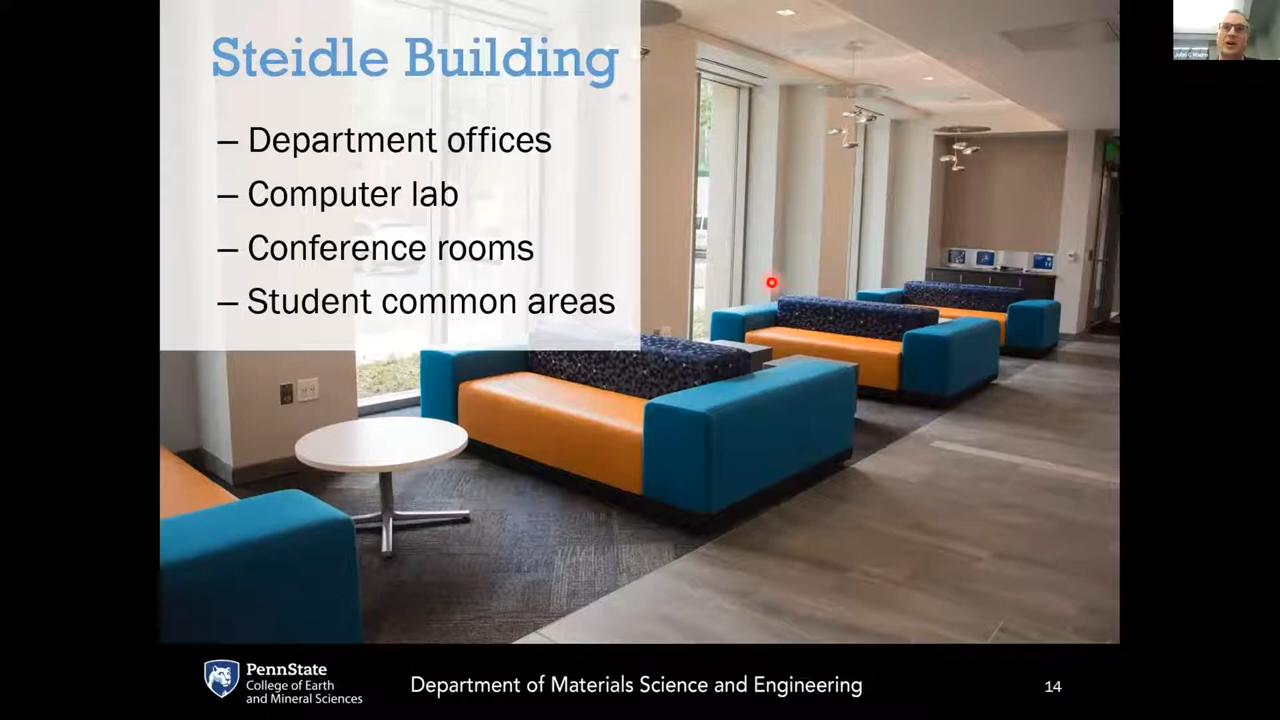 Steidle Building
– Department offices
– Computer lab
– Conference rooms
– Student common areas
PennState
College of Earth
and Mineral Sciences
Department of Materials Science and Engineering
14